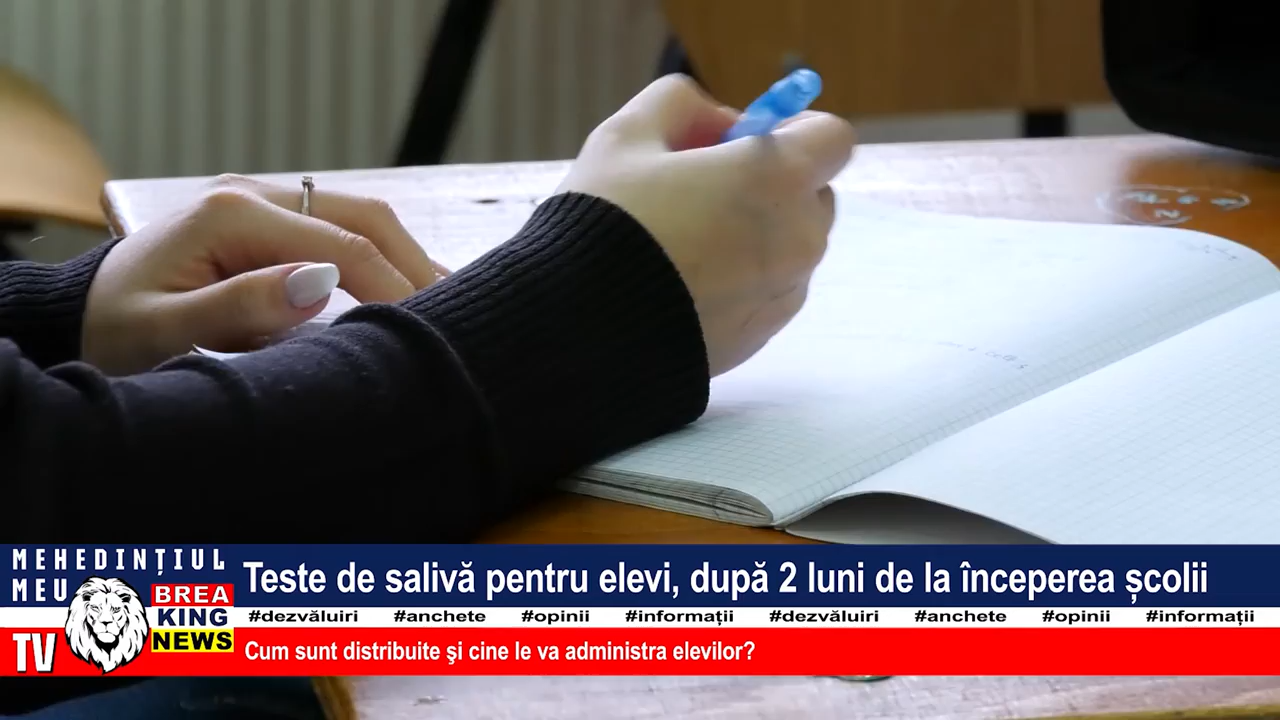 MEHEDINȚIUL
MEU
TV
BREA
KING
NEWS
Teste de salivă pentru elevi, după 2 luni de la începerea școlii
#dezvăluiri #anchete #opinii #informații #dezvăluiri #anchete #opinii #informații
Cum sunt distribuite şi cine le va administra elevilor?